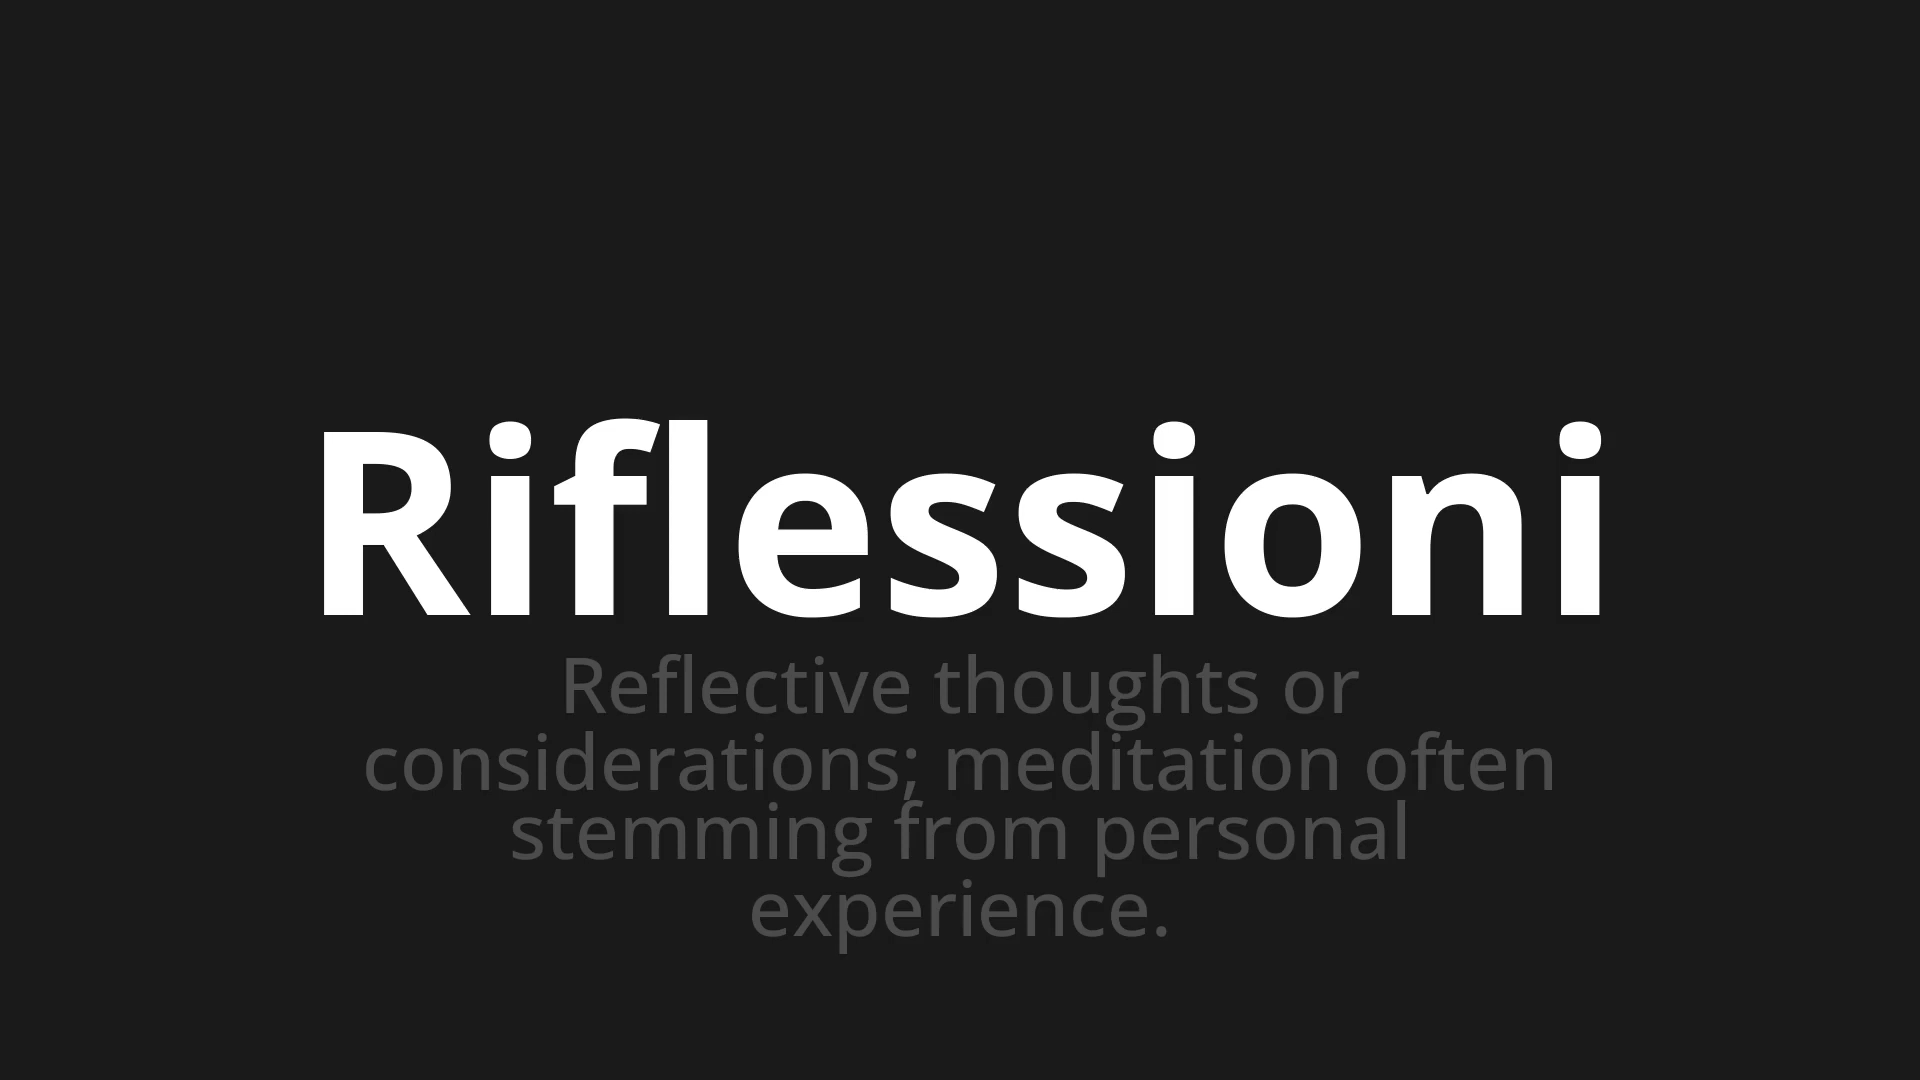 Riflessioni
Reflective thoughts or
considerations; meditation often
stemming from personal
experience.